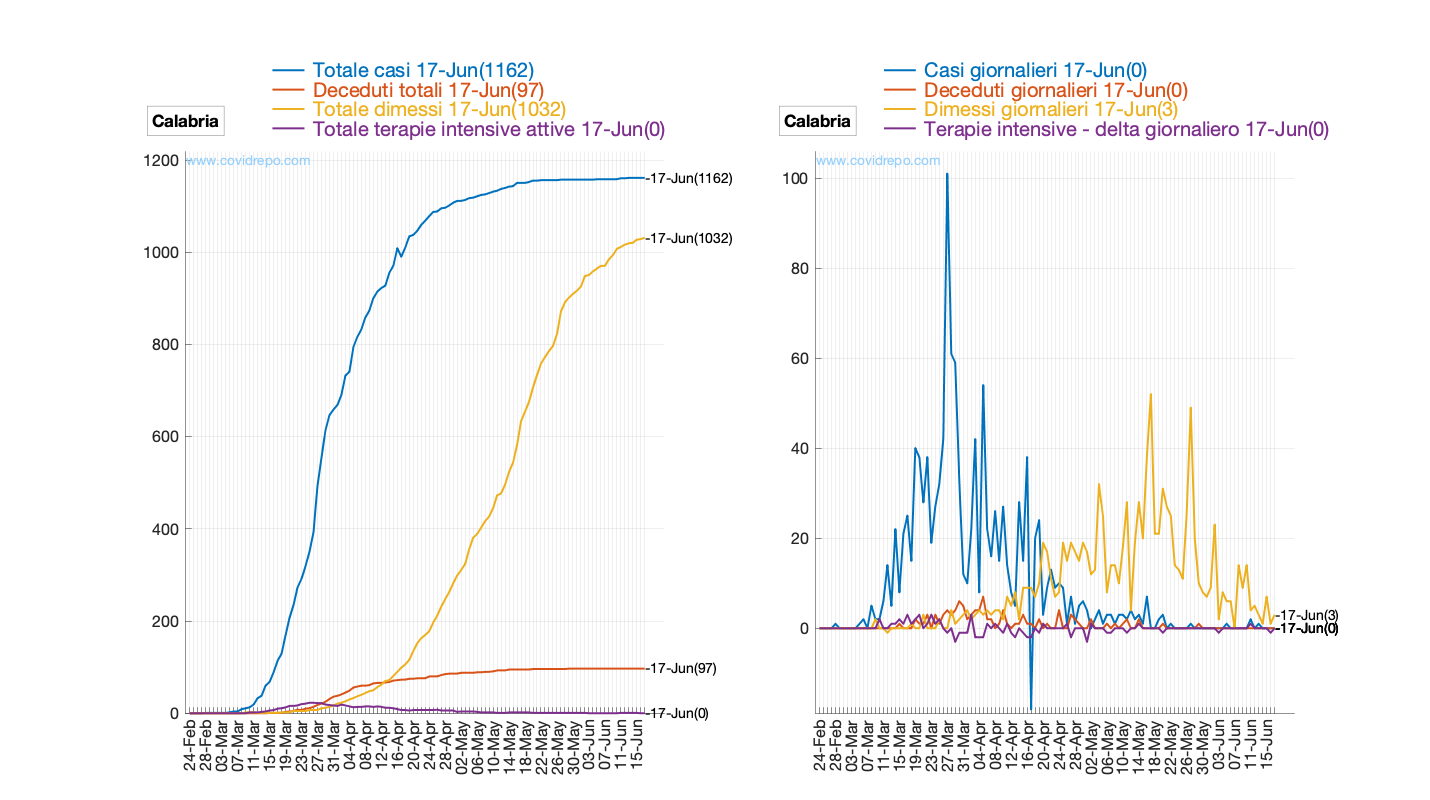 Totale casi 17-Jun(1162)
Deceduti totali 17-Jun(97)
Totale dimessi 17-Jun(1032)
Totale terapie intensive attive 17-Jun(0)
Calabria
www.covidrepo.com
1200
1000
800
600
400
200
0
-17-Jun(1162)
-17-Jun(1032)
-17-Jun(97)
-17-Jun(0)
24-Feb
28-Feb
03-Mar
07-Mar
11-Mar
15-Mar
19-Mar
23-Mar
27-Mar
31-Mar
04-Apr
08-Apr
12-Apr
16-Apr
20-Apr
24-Apr
28-Apr
02-May
06-May
10-May
14-May
18-May
22-May
26-May
30-May
03-Jun
07-Jun
11-Jun
15-Jun
Casi giornalieri 17-Jun(0)
Deceduti giornalieri 17-Jun(0)
Dimessi giornalieri 17-Jun(3)
Terapie intensive - delta giornaliero 17-Jun(0)
Calabria
www.covidrepo.com
100
80
60
40
20
0
-17-Jun(3)
-17-Jun(0)
24-Feb
28-Feb
03-Mar
07-Mar
11-Mar
15-Mar
19-Mar
23-Mar
27-Mar
31-Mar
04-Apr
08-Apr
12-Apr
16-Apr
20-Apr
24-Apr
28-Apr
02-May
06-May
10-May
14-May
18-May
22-May
26-May
30-May
03-Jun
07-Jun
11-Jun
15-Jun